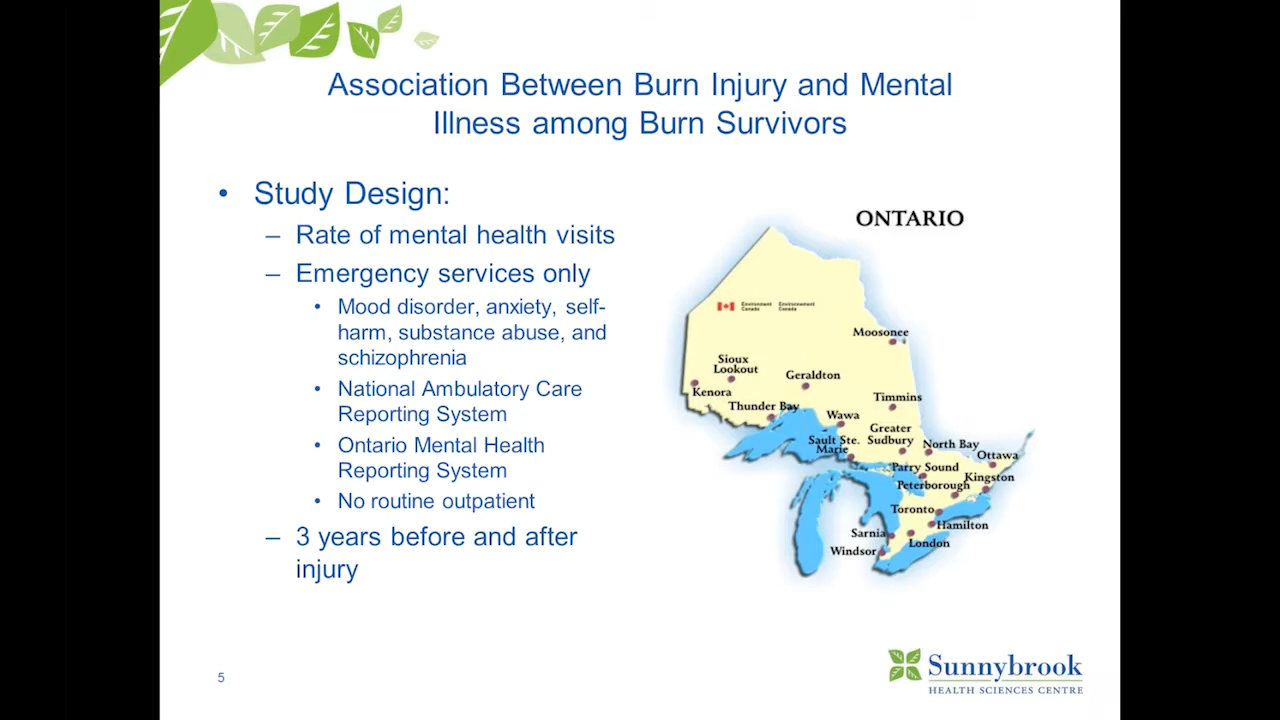 Association Between Burn Injury and Mental
Illness among Burn Survivors
• Study Design:
– Rate of mental health visits
– Emergency services only
• Mood disorder, anxiety, self-
harm, substance abuse, and
schizophrenia
• National Ambulatory Care
Reporting System
• Ontario Mental Health
Reporting System
• No routine outpatient
– 3 years before and after
injury
ONTARIO
Environment
Canada
Environnement
Canada
Moosonee
Sioux
Lookout
Geraldton
Kenora
Timmins
Thunder Bay
Wawa
Greater
Sudbury
Sault Ste.
Marie
North Bay
Ottawa
Parry Sound
Kingston
Peterborough
Toronto
Hamilton
Sarnia
London
Windsor
5
Sunnybrook
HEALTH SCIENCES CENTRE